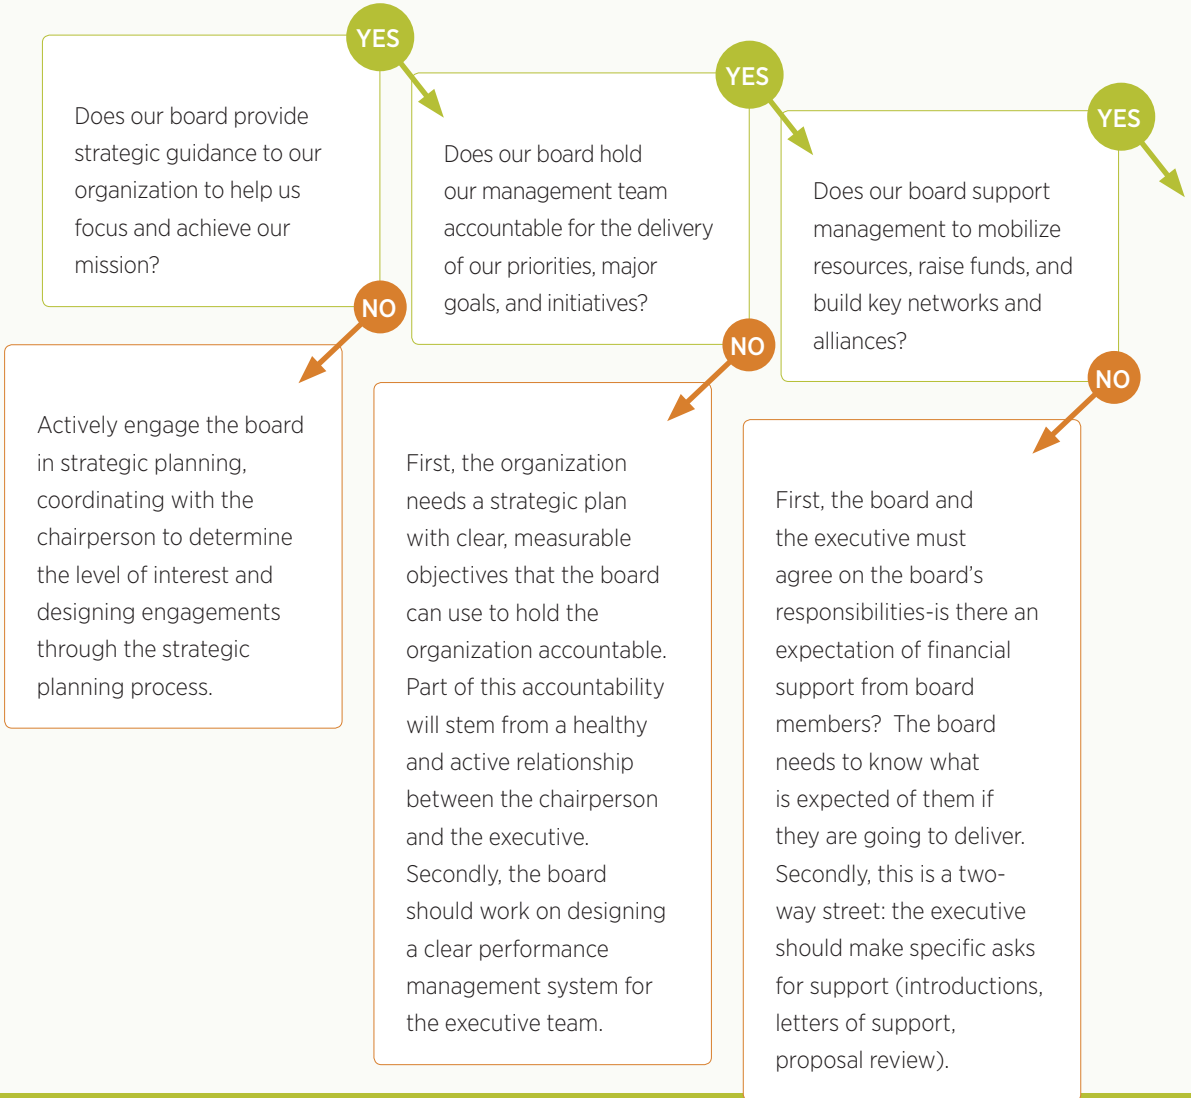 YES
Does our board provide
strategic guidance to our
organization to help us
focus and achieve our
mission?
NO
Actively engage the board
in strategic planning,
coordinating with the
chairperson to determine
the level of interest and
designing engagements
through the strategic
planning process.
YES
Does our board hold
our management team
accountable for the delivery
of our priorities, major
goals, and initiatives?
NO
First, the organization
needs a strategic plan
with clear, measurable
objectives that the board
can use to hold the
organization accountable.
Part of this accountability
will stem from a healthy
and active relationship
between the chairperson
and the executive.
Secondly, the board
should work on designing
a clear performance
management system for
the executive team.
YES
Does our board support
management to mobilize
resources, raise funds, and
build key networks and
alliances?
NO
First, the board and
the executive must
agree on the board's
responsibilities-is there an
expectation of financial
support from board
members?  The board
needs to know what
is expected of them if
they are going to deliver.
Secondly, this is a two-
way street: the executive
should make specific asks
for support (introductions,
letters of support,
proposal review).